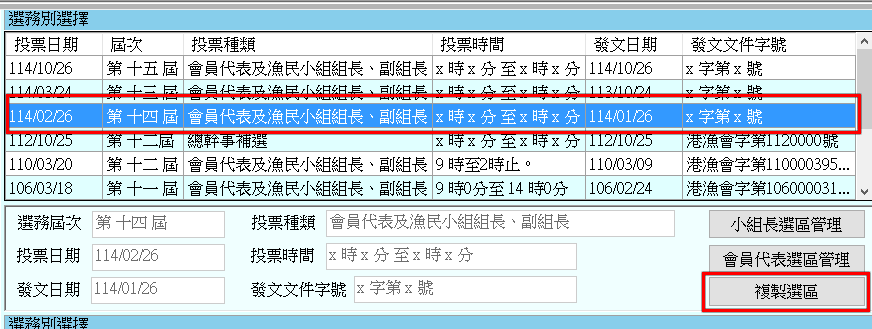 選務別選擇
投票日期 屆次 投票種類 投票時間 發文日期 發文文件字號
114/10/26 第 十五 屆 會員代表及漁民小組組長、副組長 x 時 x 分 至 x 時 x 分 114/10/26 x 字第 x 號
114/03/24 第 十三 屆 會員代表及漁民小組組長、副組長 x 時 x 分 至 x 時 x 分 113/10/24 x 字第 x 號
114/02/26 第 十四 屆 會員代表及漁民小組組長、副組長 x 時 x 分 至 x 時 x 分 114/01/26 x 字第 x 號
112/10/25 第 十二 屆 總幹事補選 x 時 x 分 至 x 時 x 分 112/10/25 港漁會字第1120000號
110/03/20 第 十二 屆 會員代表及漁民小組組長、副組長 9 時至2時止。 110/03/09 港漁會字第110000395...
106/03/18 第 十一 屆 會員代表及漁民小組組長、副組長 9 時0分至 14 時0分 106/02/24 港漁會字第106000031...
選務屆次 第 十四 屆 投票種類 會員代表及漁民小組組長、副組長 小組長選區管理
投票日期 114/02/26 投票時間 x 時 x 分 至 x 時 x 分 會員代表選區管理
發文日期 114/01/26 發文文件字號 x 字第 x 號 複製選區
選務別選擇